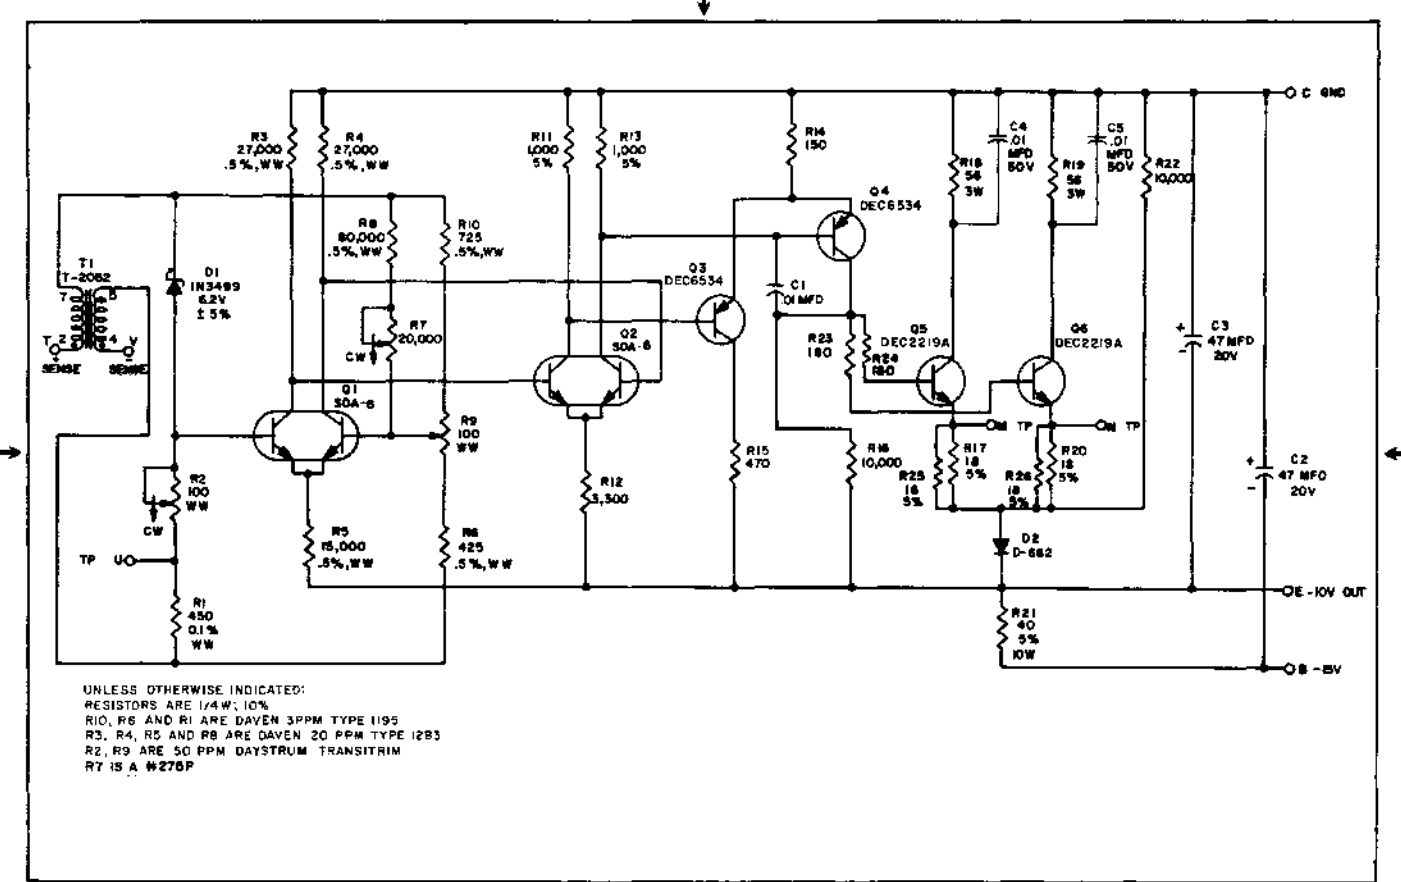 C GND
R3
27,000
.5%,WW
R4
27,000
.5%,WW
R11
1,000
5%
R13
1,000
5%
R14
150
C4
.01
MFD
50V
C5
.01
MFD
50V
R18
56
3W
R19
56
3W
R22
10,000
Q4
DEC6534
R8
80,000
.5%,WW
R10
725
.5%,WW
T1
T-2052
7
5
2
4
T
V
+
-
SENSE
SENSE
D1
1N3499
6.2V
± 5%
Q3
DEC6534
C1
.01MFD
R7
20,000
CW
Q2
SDA-6
R23
180
R24
180
Q5
DEC2219A
Q6
DEC2219A
C3
47 MFD
20V
+
-
Q1
SDA-6
R9
100
WW
M TP
N TP
R2
100
WW
CW
R12
3,300
R15
470
R16
10,000
R25
18
5%
R17
18
5%
R26
18
5%
R20
18
5%
C2
47 MFD
20V
+
-
R5
15,000
.5%,WW
R6
425
.5%,WW
TP U
D2
D-662
R1
450
0.1%
WW
R21
40
5%
10W
E -10V OUT
B -15V
UNLESS OTHERWISE INDICATED:
RESISTORS ARE 1/4W; 10%
R10, R6 AND R1 ARE DAVEN 3PPM TYPE 1195
R3, R4, R5 AND R8 ARE DAVEN 20 PPM TYPE 1283
R2, R9 ARE 50 PPM DAYSTRUM TRANSITRIM
R7 IS A #276P